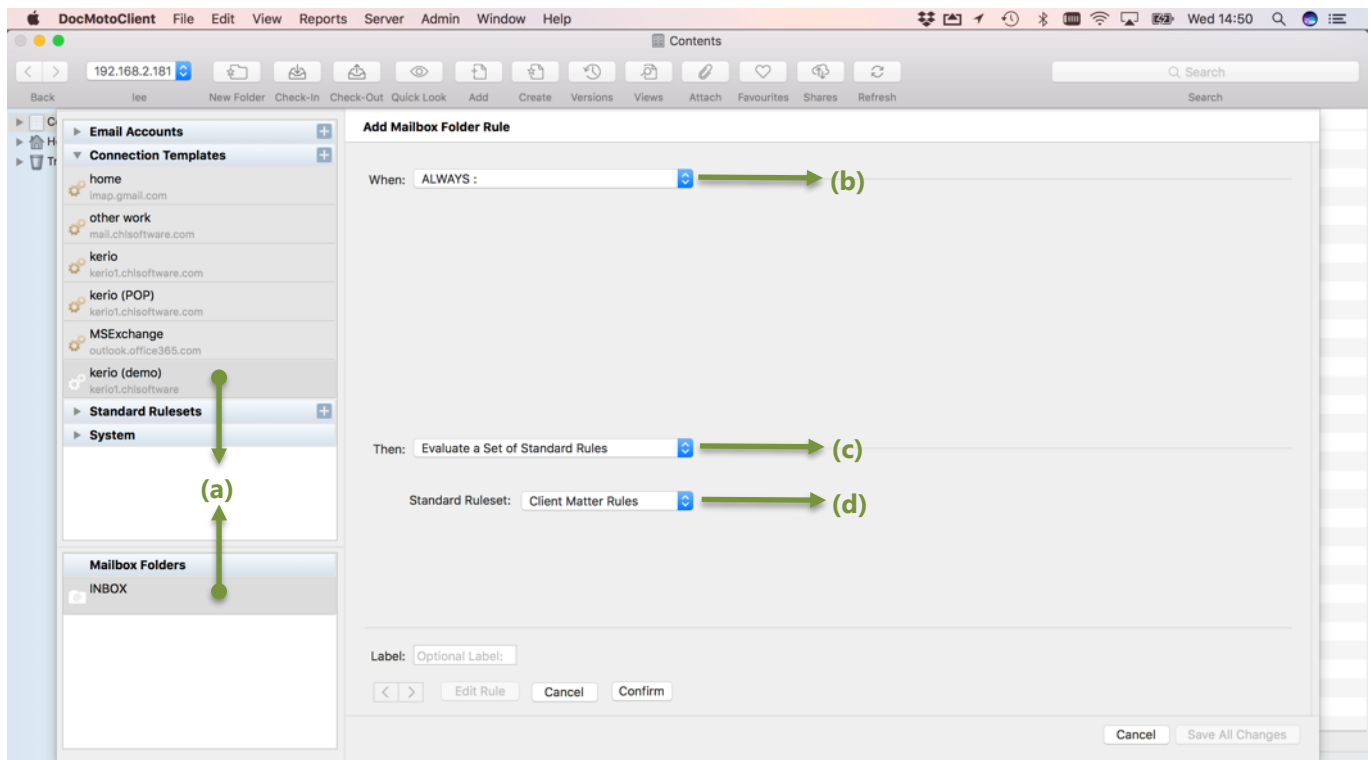 DocMotoClient File Edit View Reports Server Admin Window Help Wed 14:50
Contents
192.168.2.181 Search
Back lee New Folder Check-In Check-Out Quick Look Add Create Versions Views Attach Favourites Shares Refresh Search
Email Accounts
Connection Templates
home
imap.gmail.com
other work
mail.chlsoftware.com
kerio
kerio1.chlsoftware.com
kerio (POP)
kerio1.chlsoftware.com
MSExchange
outlook.office365.com
kerio (demo)
kerio1.chlsoftware
Standard Rulesets
System
(a)
Mailbox Folders
INBOX
Add Mailbox Folder Rule
When: ALWAYS : (b)
Then: Evaluate a Set of Standard Rules (c)
Standard Ruleset: Client Matter Rules (d)
Label: Optional Label:
Edit Rule Cancel Confirm
Cancel Save All Changes